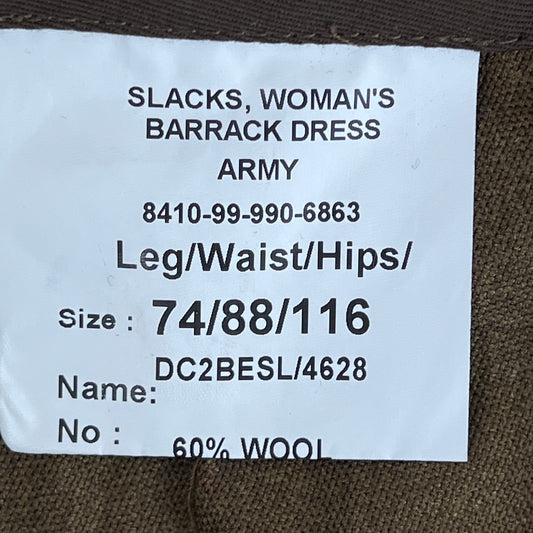 SLACKS, WOMAN'S
BARRACK DRESS
ARMY
8410-99-990-6863
Leg/Waist/Hips/
Size : 74/88/116
DC2BESL/4628
Name:
No :
60% WOOL